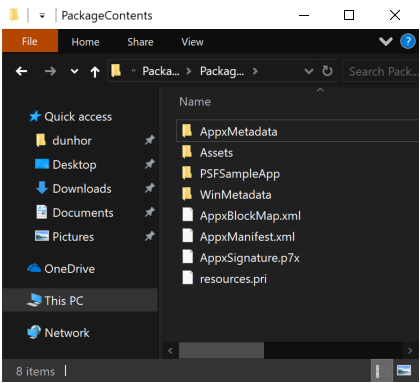 PackageContents
File Home Share View ?
« Packa... Packag... Search Pack...
Name
Quick access
dunhor
Desktop
Downloads
Documents
Pictures
OneDrive
This PC
Network
AppxMetadata
Assets
PSFSampleApp
WinMetadata
AppxBlockMap.xml
AppxManifest.xml
AppxSignature.p7x
resources.pri
8 items